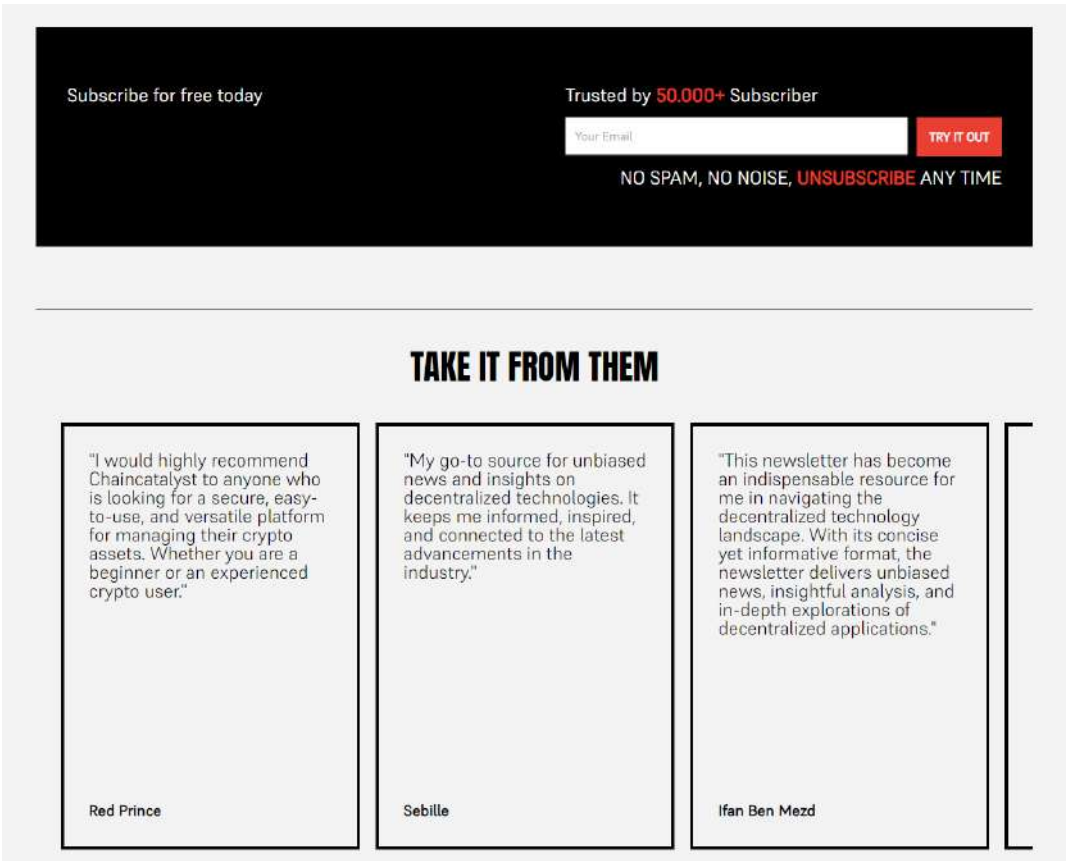 Subscribe for free today
Trusted by 50.000+ Subscriber
Your Email
TRY IT OUT
NO SPAM, NO NOISE, UNSUBSCRIBE ANY TIME
TAKE IT FROM THEM
"I would highly recommend
Chaincatalyst to anyone who
is looking for a secure, easy-
to-use, and versatile platform
for managing their crypto
assets. Whether you are a
beginner or an experienced
crypto user."
Red Prince
"My go-to source for unbiased
news and insights on
decentralized technologies. It
keeps me informed, inspired,
and connected to the latest
advancements in the
industry."
Sebille
"This newsletter has become
an indispensable resource for
me in navigating the
decentralized technology
landscape. With its concise
yet informative format, the
newsletter delivers unbiased
news, insightful analysis, and
in-depth explorations of
decentralized applications."
Ifan Ben Mezd